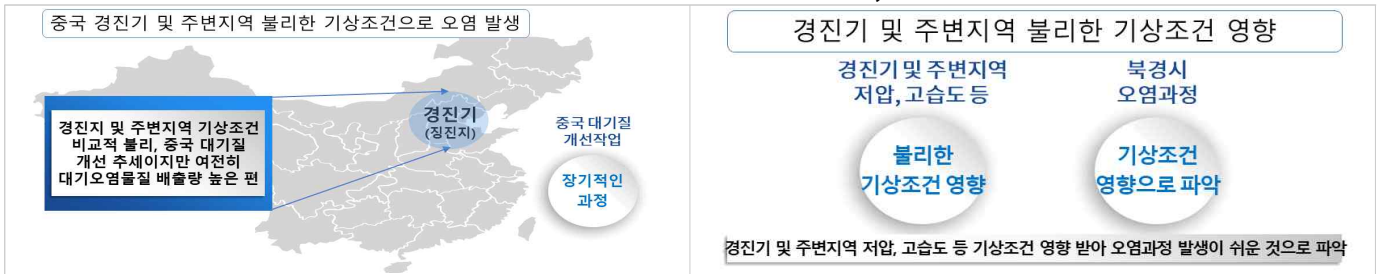 중국 경진기 및 주변지역 불리한 기상조건으로 오염 발생
경진지 및 주변지역 기상조건
비교적 불리, 중국 대기질
개선 추세이지만 여전히
대기오염물질 배출량 높은 편
경진기
(징진지)
중국 대기질
개선작업
장기적인
과정
경진기 및 주변지역 불리한 기상조건 영향
경진기 및 주변지역
저압, 고습도 등
불리한
기상조건 영향
북경시
오염과정
기상조건
영향으로 파악
경진기 및 주변지역 저압, 고습도 등 기상조건 영향 받아 오염과정 발생이 쉬운 것으로 파악